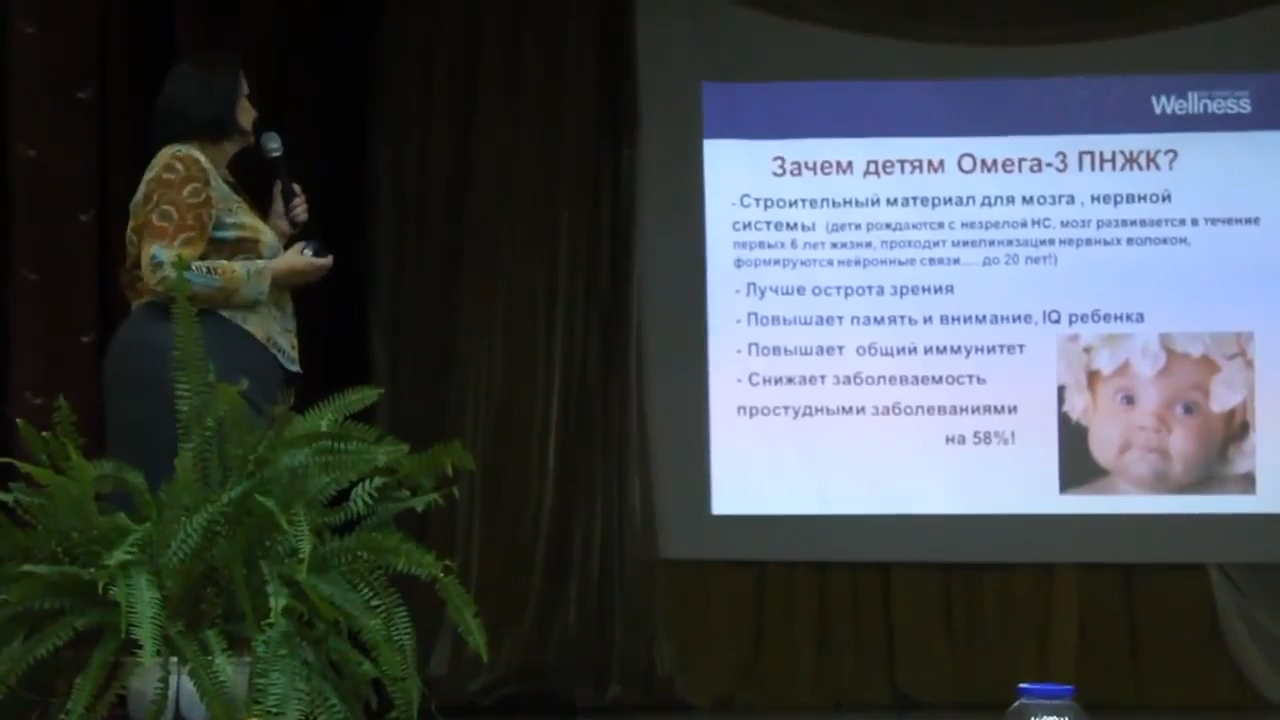 Wellness
Зачем детям Омега-3 ПНЖК?
- Строительный материал для мозга , нервной
системы (дети рождаются с незрелой НС, мозг развивается в течение
первых 6 лет жизни, проходит миелинизация нервных волокон,
формируются нейронные связи.... до 20 лет!)
- Лучше острота зрения
- Повышает память и внимание, IQ ребенка
- Повышает общий иммунитет
- Снижает заболеваемость
простудными заболеваниями
на 58%!